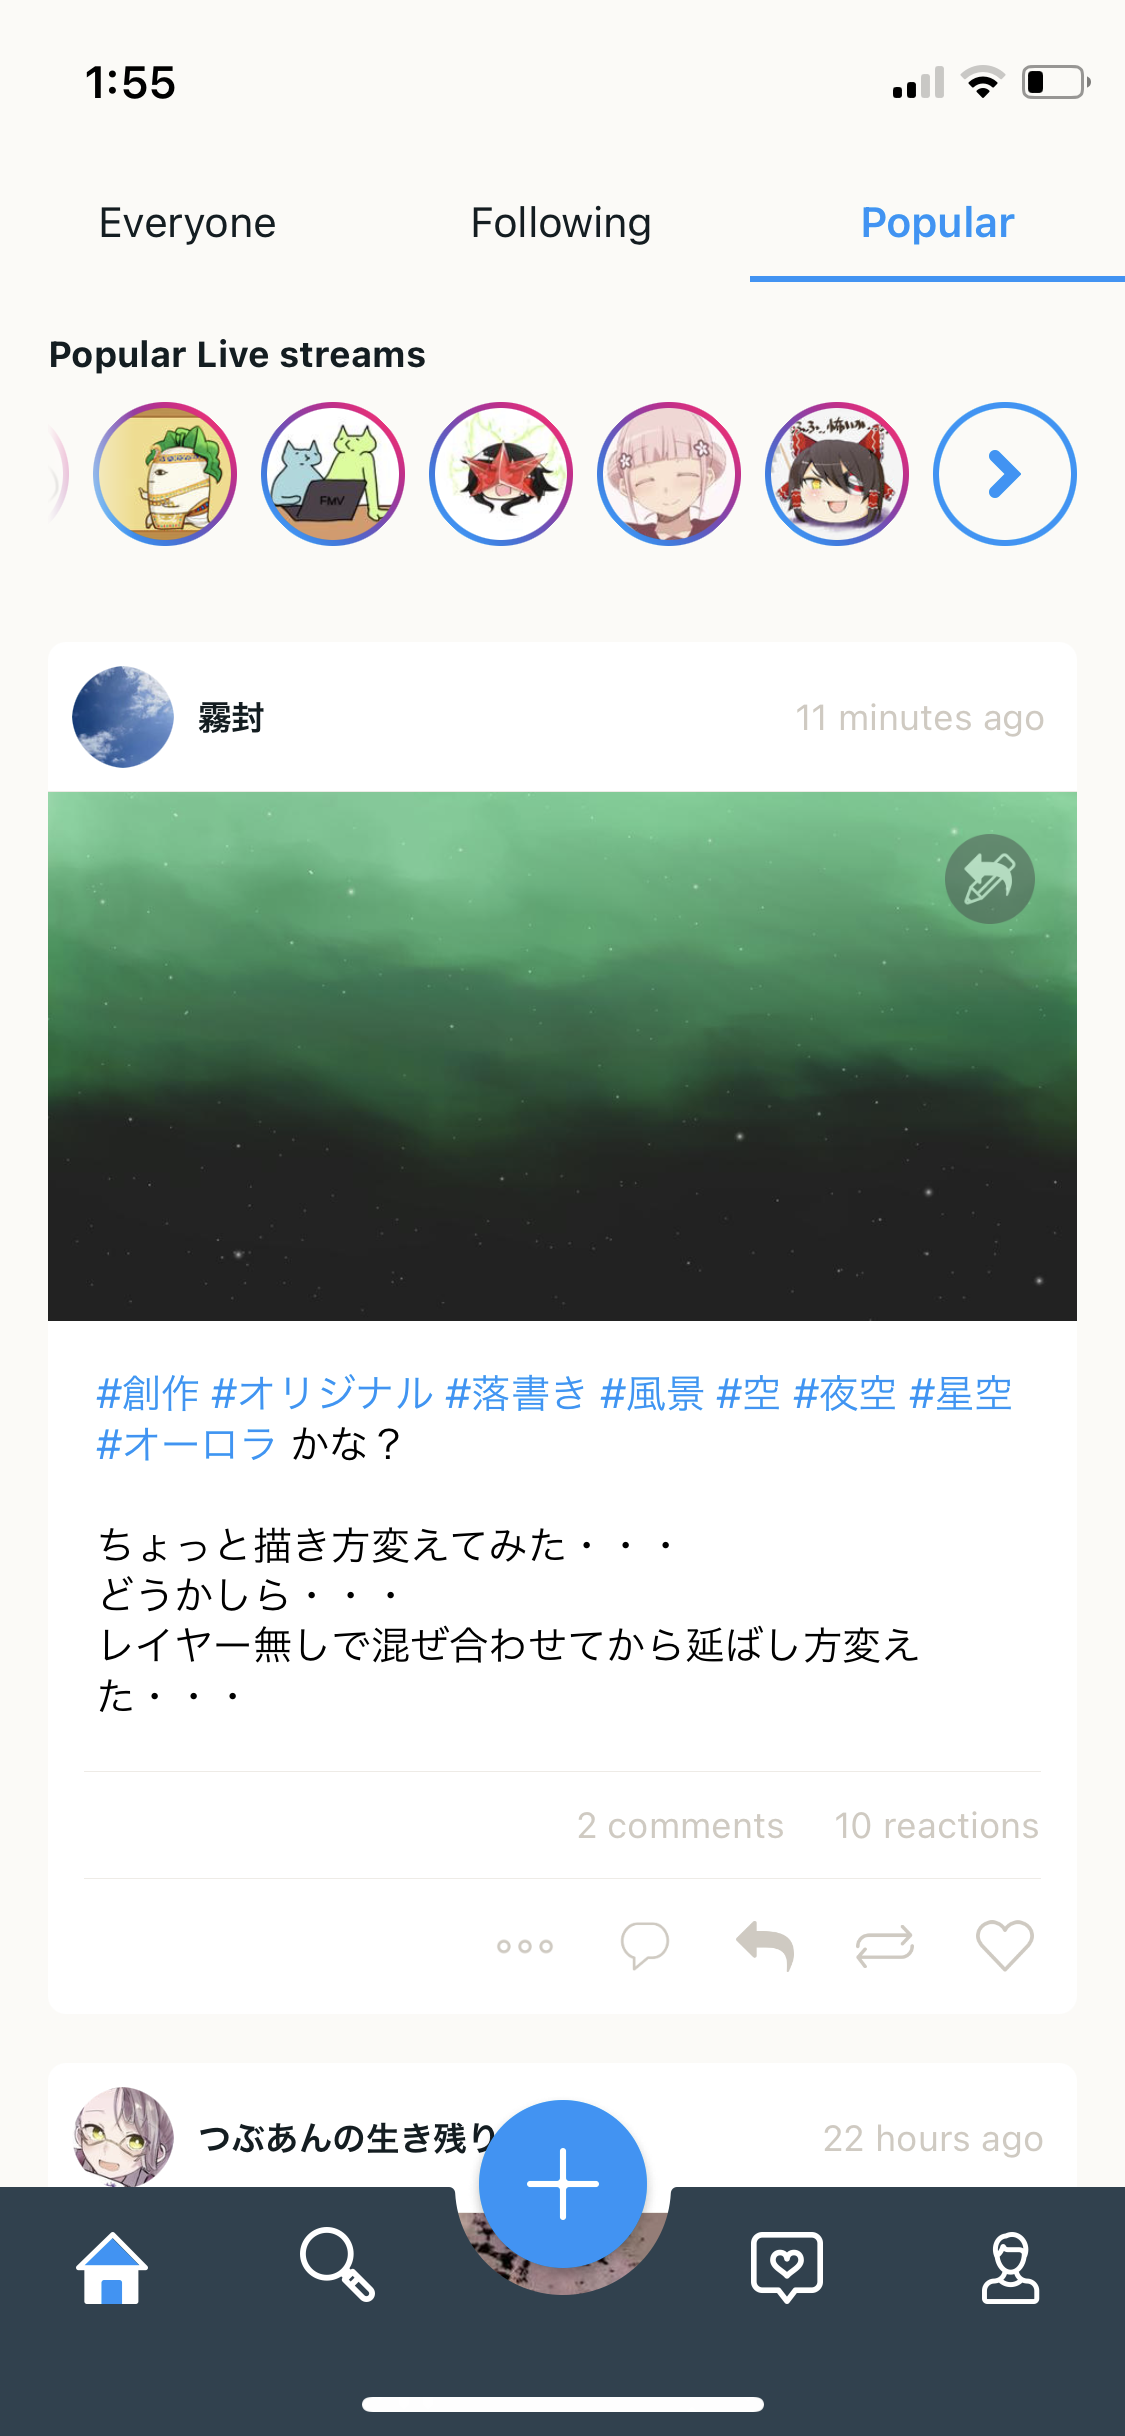 1:55
Everyone Following Popular
Popular Live streams
FMV
霧封 11 minutes ago
#創作 #オリジナル #落書き #風景 #空 #夜空 #星空
#オーロラ かな？
ちょっと描き方変えてみた・・・
どうかしら・・・
レイヤー無しで混ぜ合わせてから延ばし方変え
た・・・
2 comments 10 reactions
つぶあんの生き残り 22 hours ago